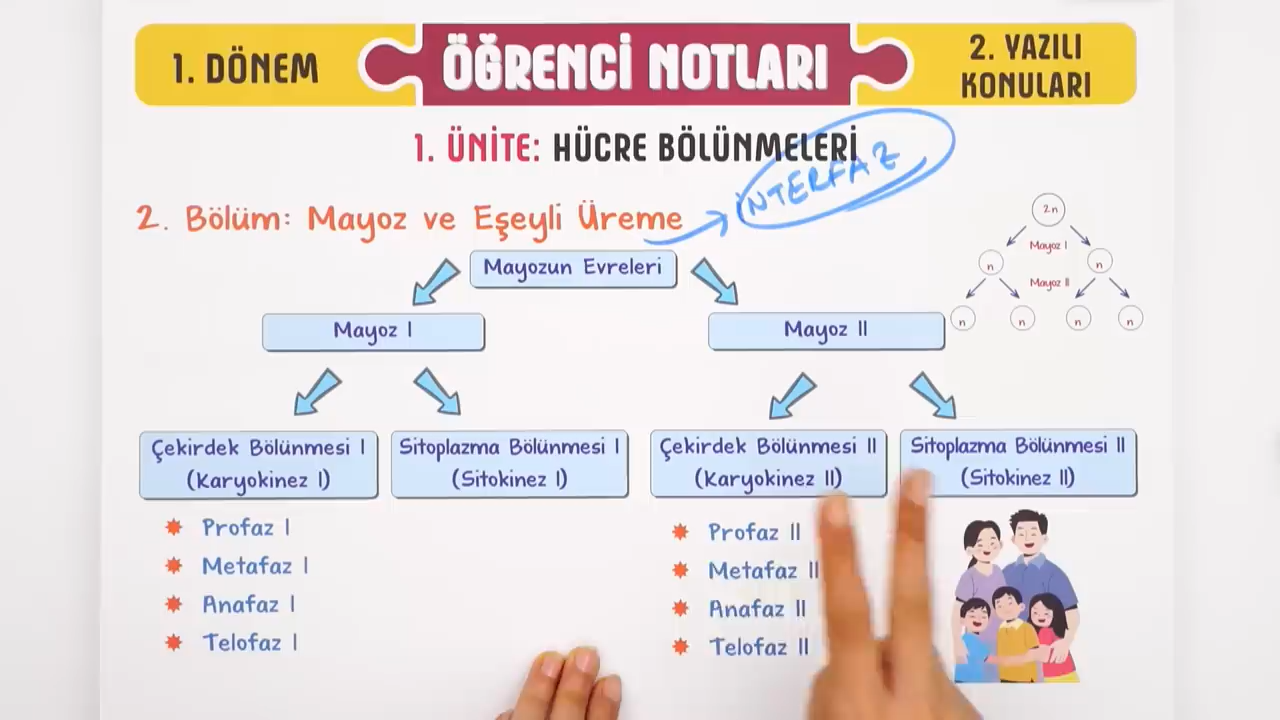 1. DÖNEM
ÖĞRENCİ NOTLARI
2. YAZILI
KONULARI
1. ÜNİTE: HÜCRE BÖLÜNMELERİ
İNTERFAZ
2. Bölüm: Mayoz ve Eşeyli Üreme
Mayozun Evreleri
2n
Mayoz I
n
n
Mayoz II
n
n
n
n
Mayoz I
Mayoz II
Çekirdek Bölünmesi I
(Karyokinez I)
Sitoplazma Bölünmesi I
(Sitokinez I)
Çekirdek Bölünmesi II
(Karyokinez II)
Sitoplazma Bölünmesi II
(Sitokinez II)
Profaz I
Metafaz I
Anafaz I
Telofaz I
Profaz II
Metafaz II
Anafaz II
Telofaz II